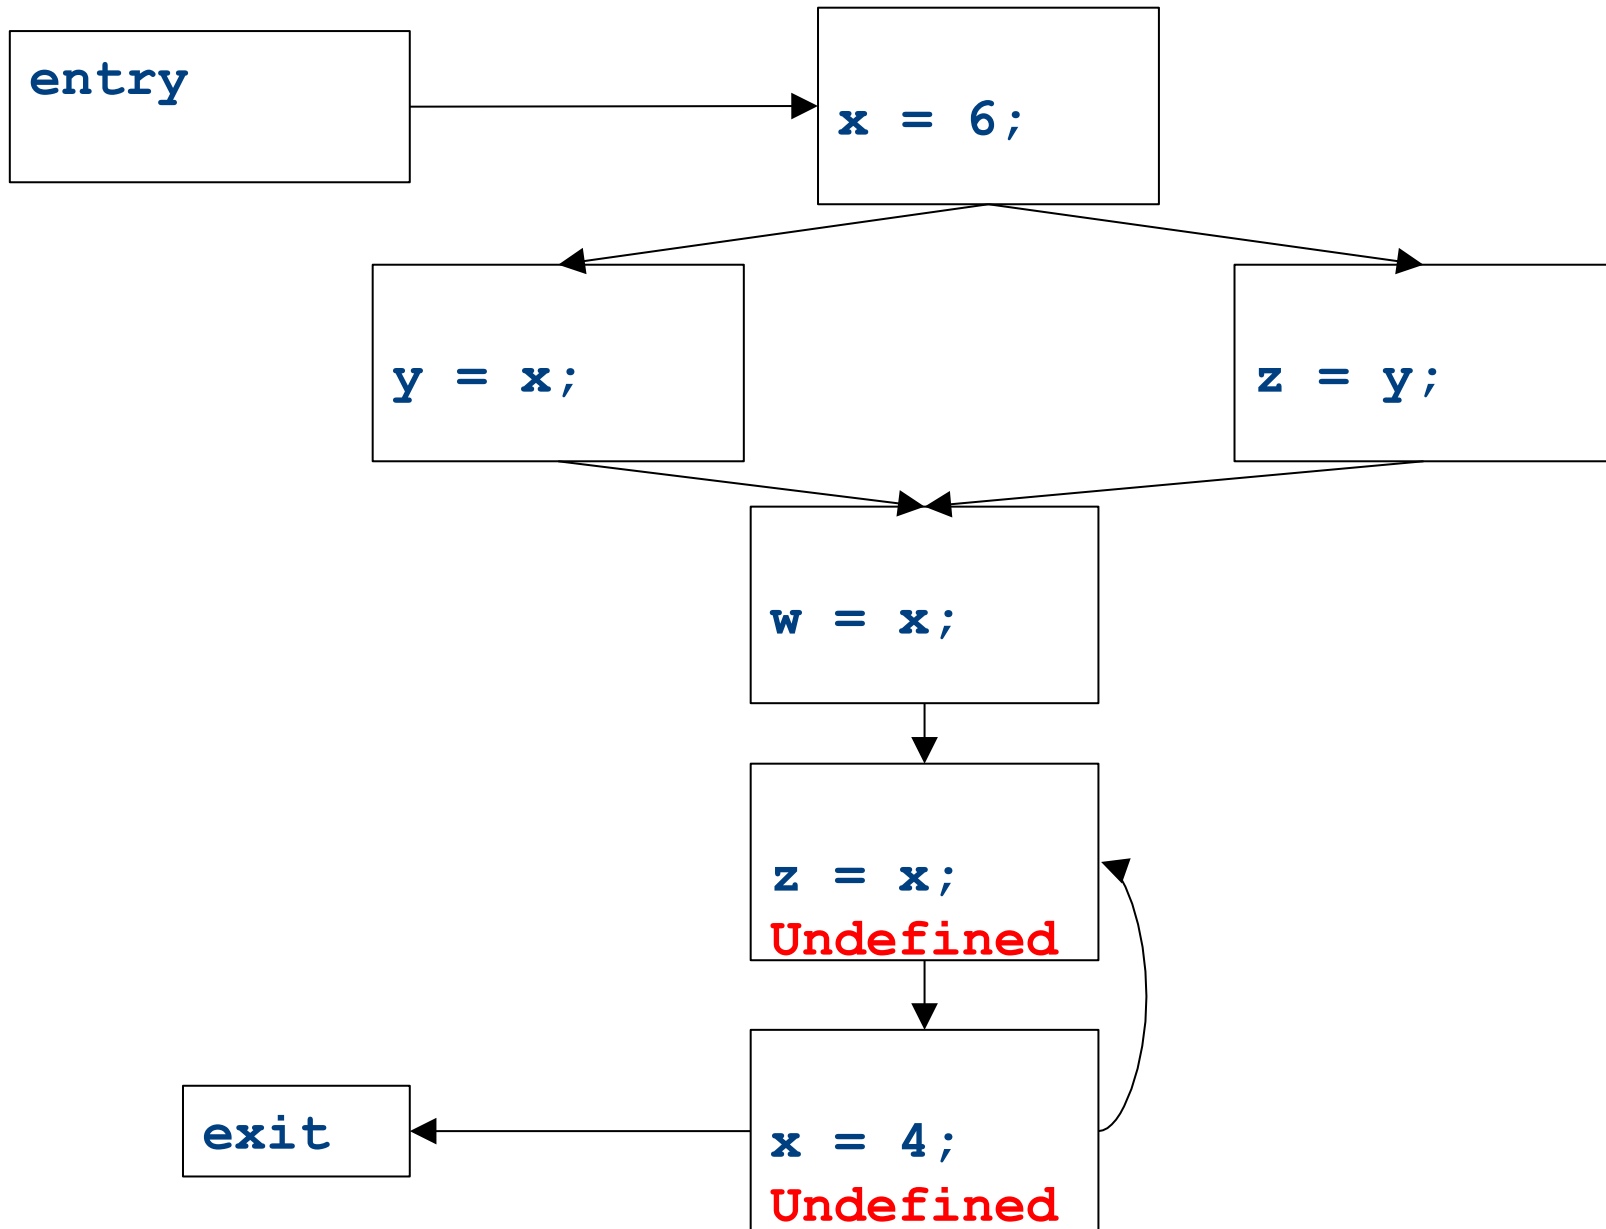 entry
x = 6;
y = x;
z = y;
w = x;
z = x;
Undefined
exit
x = 4;
Undefined